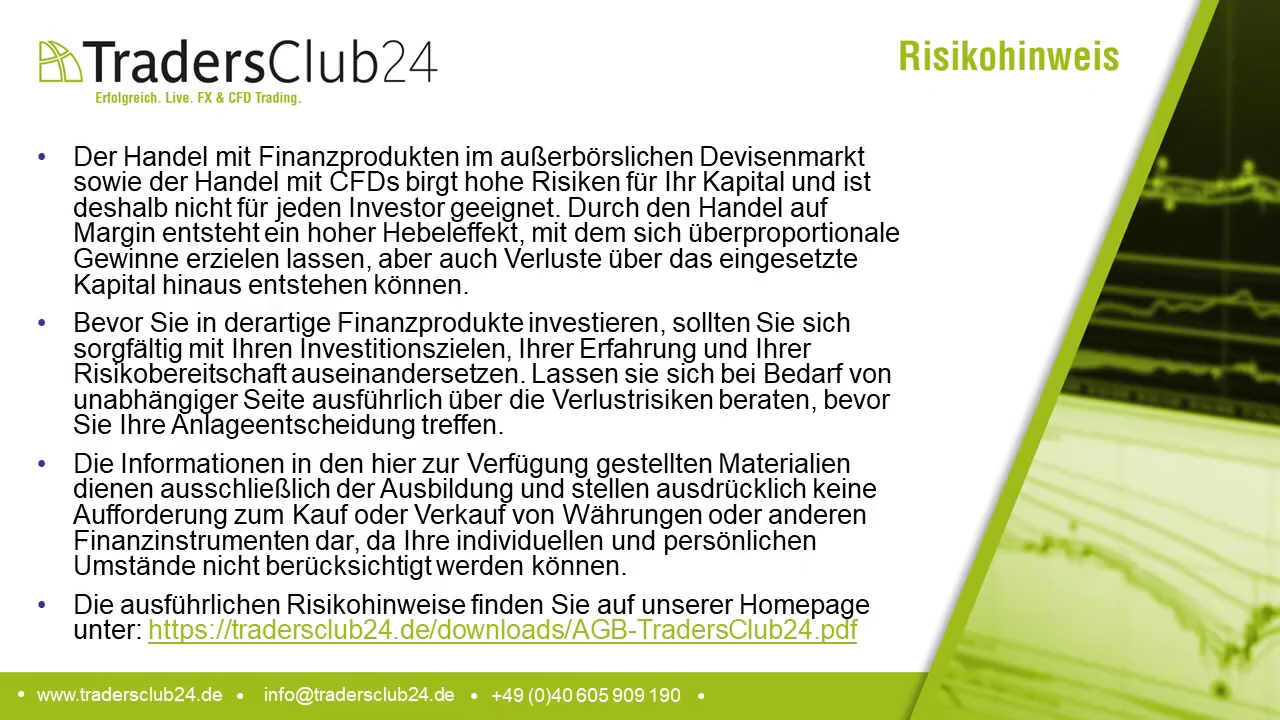 TradersClub24
Erfolgreich. Live. FX & CFD Trading.
Risikohinweis
• Der Handel mit Finanzprodukten im außerbörslichen Devisenmarkt
sowie der Handel mit CFDs birgt hohe Risiken für Ihr Kapital und ist
deshalb nicht für jeden Investor geeignet. Durch den Handel auf
Margin entsteht ein hoher Hebeleffekt, mit dem sich überproportionale
Gewinne erzielen lassen, aber auch Verluste über das eingesetzte
Kapital hinaus entstehen können.
• Bevor Sie in derartige Finanzprodukte investieren, sollten Sie sich
sorgfältig mit Ihren Investitionszielen, Ihrer Erfahrung und Ihrer
Risikobereitschaft auseinandersetzen. Lassen sie sich bei Bedarf von
unabhängiger Seite ausführlich über die Verlustrisiken beraten, bevor
Sie Ihre Anlageentscheidung treffen.
• Die Informationen in den hier zur Verfügung gestellten Materialien
dienen ausschließlich der Ausbildung und stellen ausdrücklich keine
Aufforderung zum Kauf oder Verkauf von Währungen oder anderen
Finanzinstrumenten dar, da Ihre individuellen und persönlichen
Umstände nicht berücksichtigt werden können.
• Die ausführlichen Risikohinweise finden Sie auf unserer Homepage
unter: https://tradersclub24.de/downloads/AGB-TradersClub24.pdf
• www.tradersclub24.de • info@tradersclub24.de • +49 (0)40 605 909 190 •